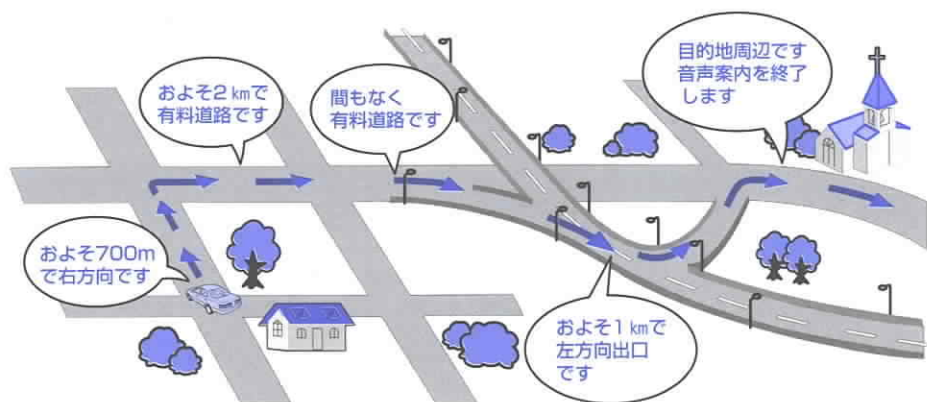 およそ700m
で右方向です
およそ2kmで
有料道路です
間もなく
有料道路です
およそ1kmで
左方向出口
です
目的地周辺です
音声案内を終了
します